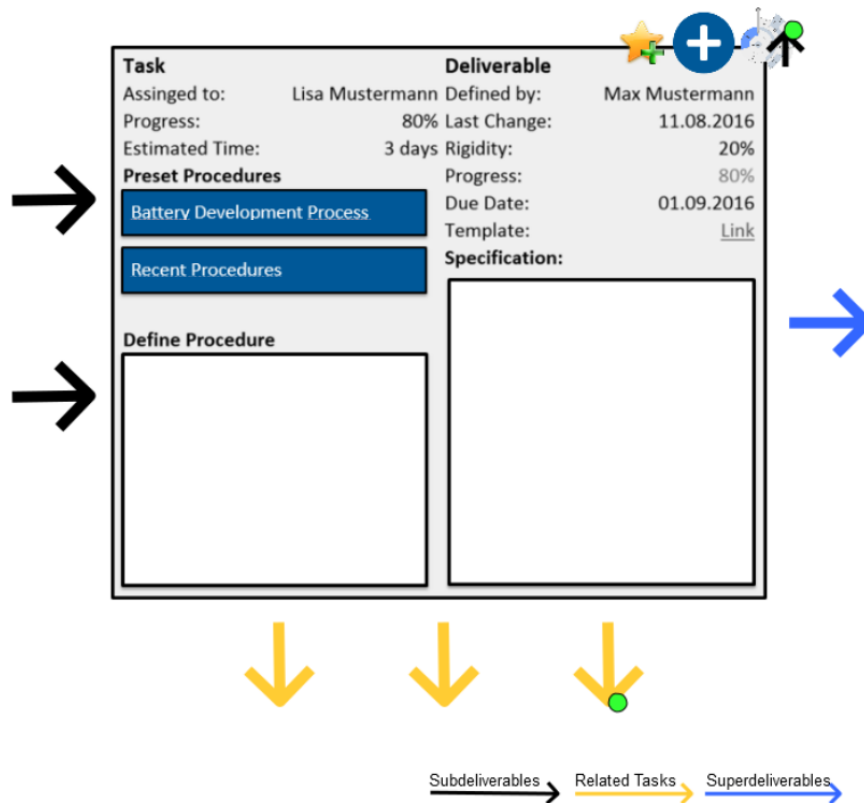 Task
Assinged to: Lisa Mustermann
Progress: 80%
Estimated Time: 3 days
Preset Procedures
Battery Development Process
Recent Procedures
Define Procedure
Deliverable
Defined by: Max Mustermann
Last Change: 11.08.2016
Rigidity: 20%
Progress: 80%
Due Date: 01.09.2016
Template: Link
Specification:
Subdeliverables Related Tasks Superdeliverables